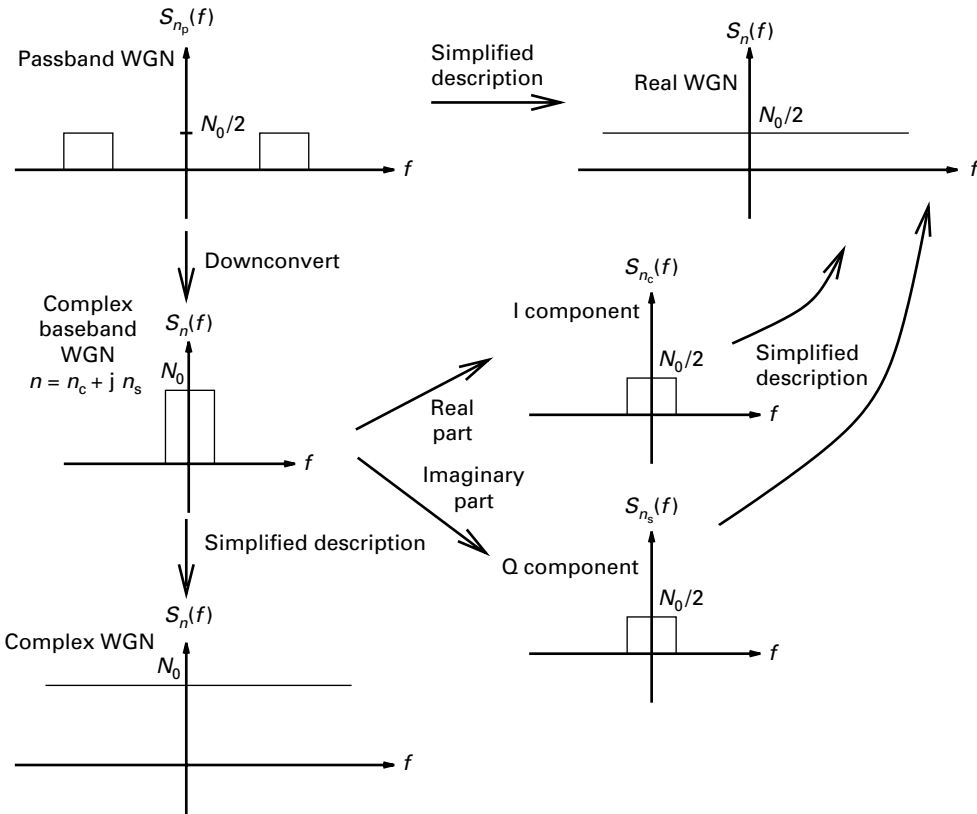 S_{n_p}(f)
Passband WGN
N_0/2
f
Simplified
description
S_n(f)
Real WGN
N_0/2
f
Downconvert
Complex
baseband
WGN
n = n_c + j n_s
S_n(f)
N_0
f
Real
part
Imaginary
part
S_{n_c}(f)
I component
N_0/2
f
Simplified
description
S_{n_s}(f)
Q component
N_0/2
f
Simplified description
S_n(f)
Complex WGN
N_0
f